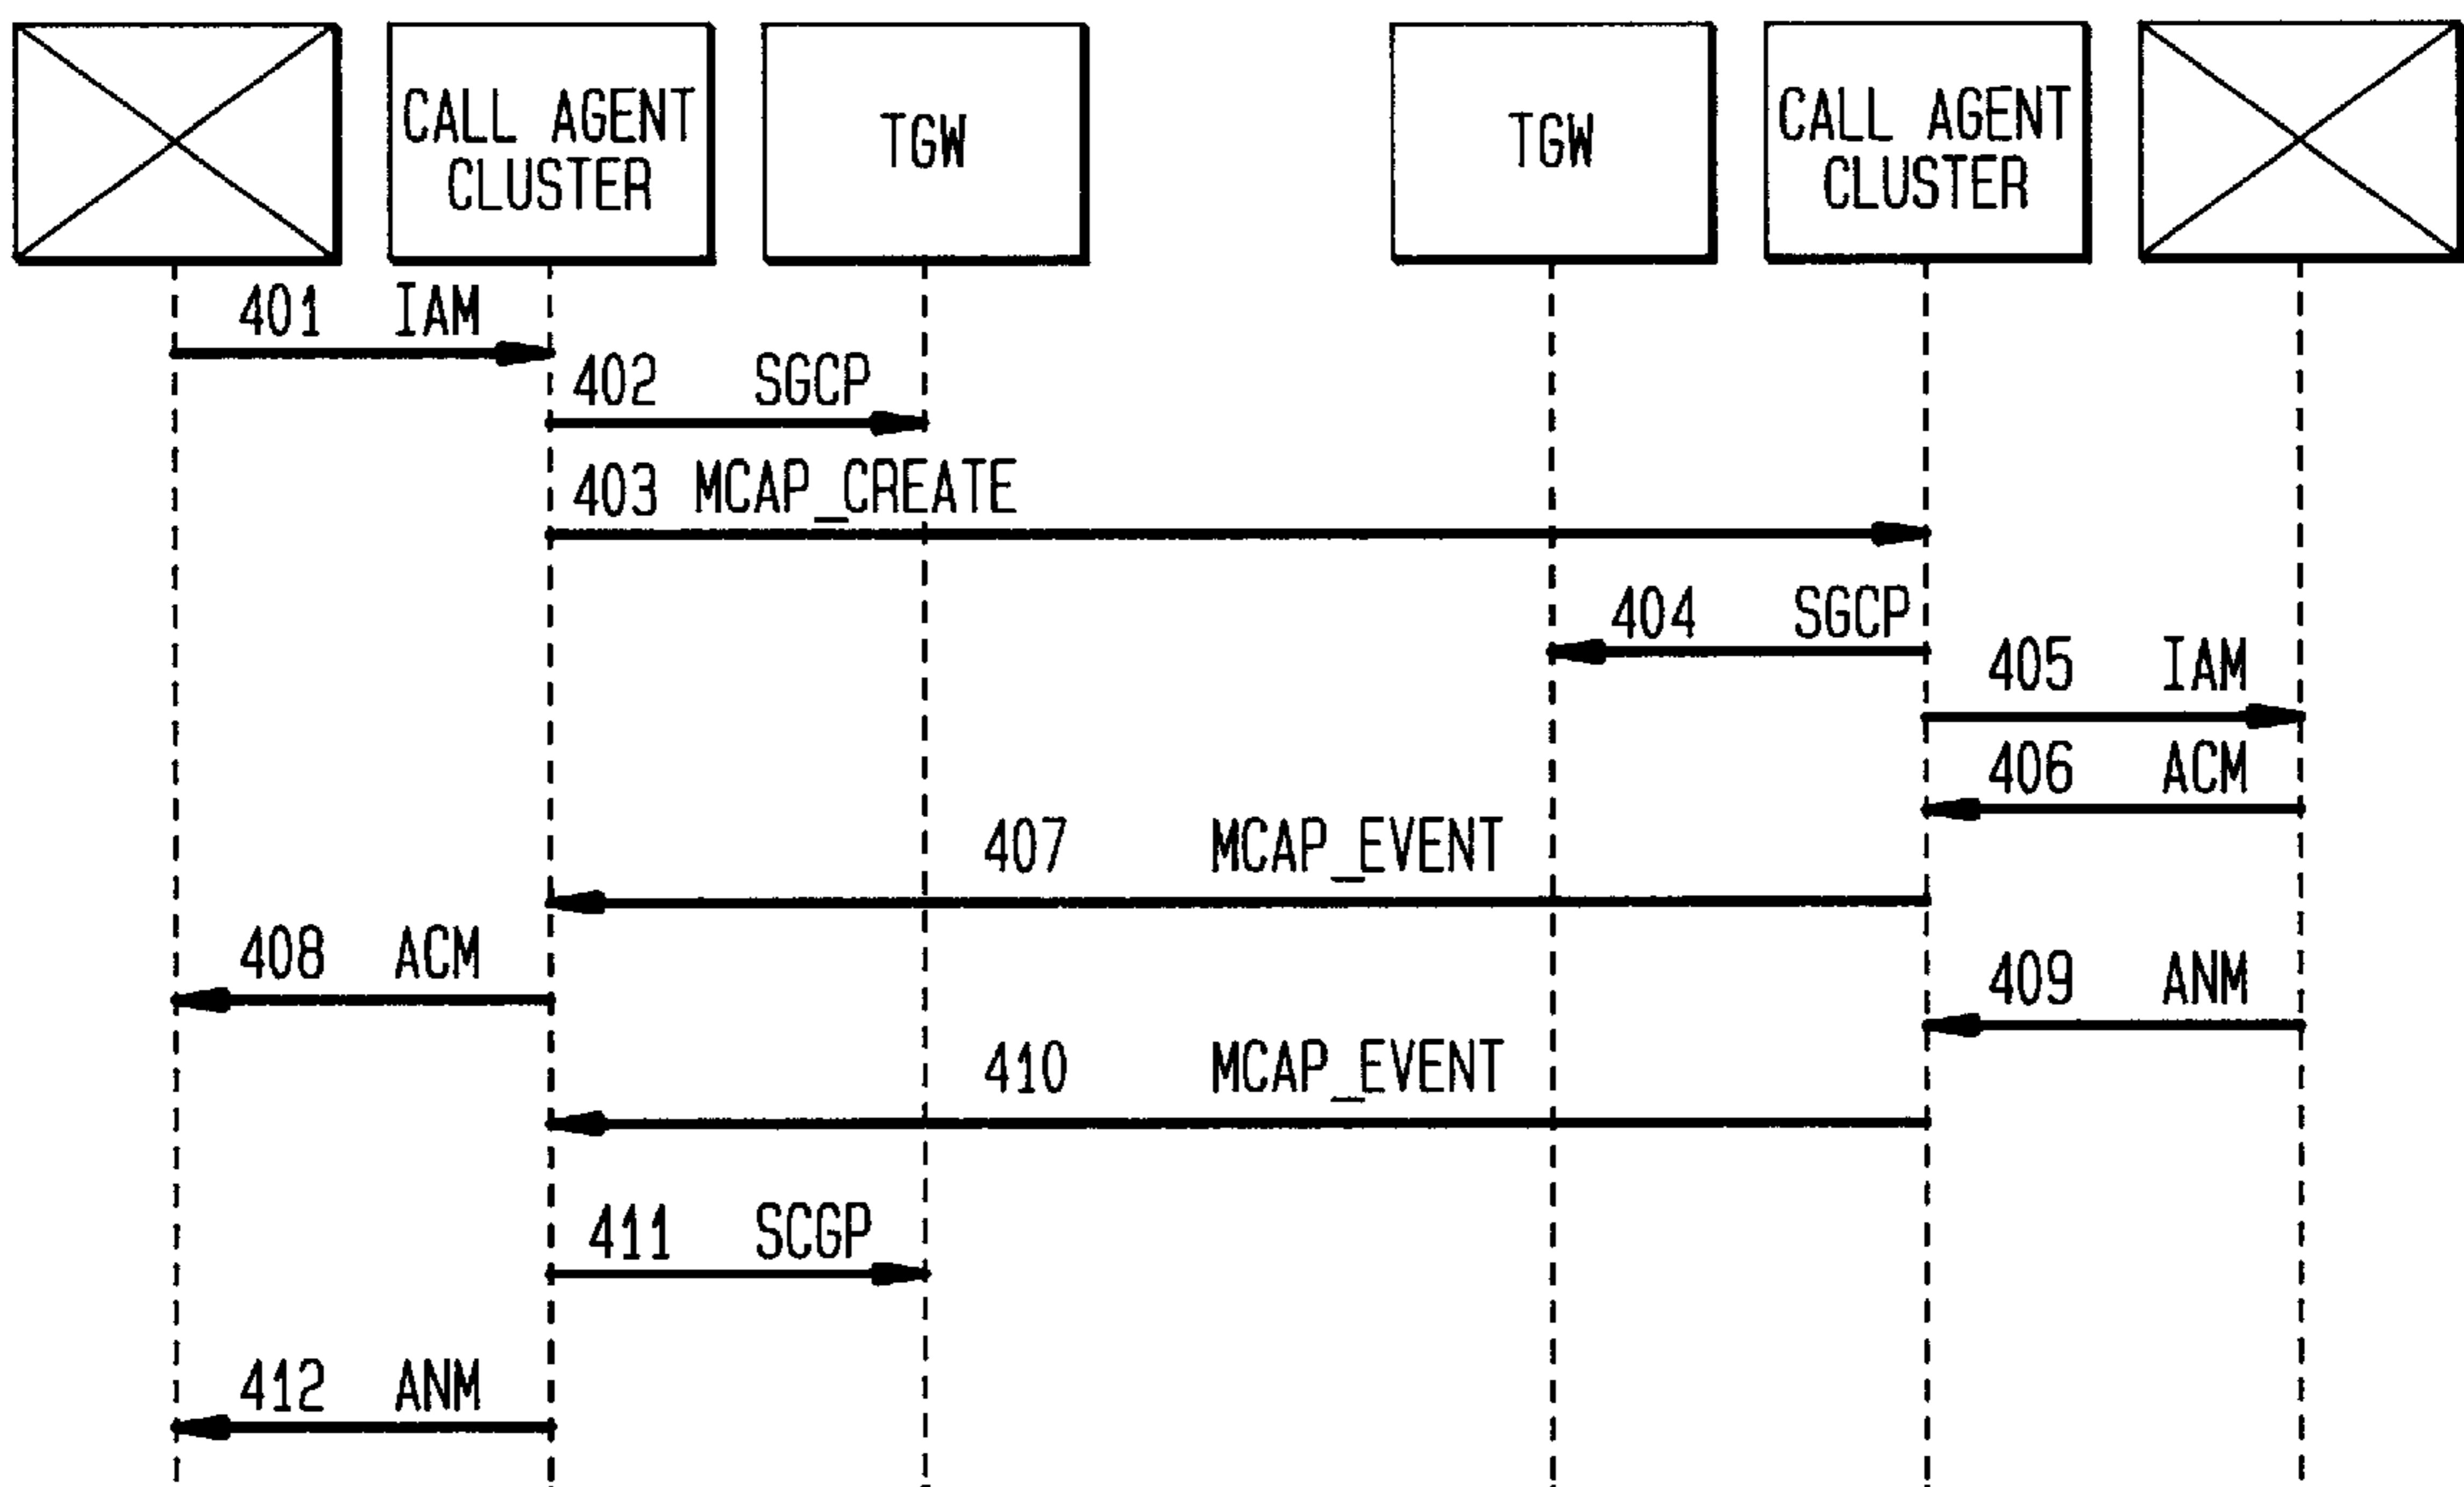 CALL AGENT
CLUSTER
TGW
TGW
CALL AGENT
CLUSTER
401 IAM
402 SGCP
403 MCAP_CREATE
404 SGCP
405 IAM
406 ACM
407 MCAP_EVENT
408 ACM
409 ANM
410 MCAP_EVENT
411 SCGP
412 ANM